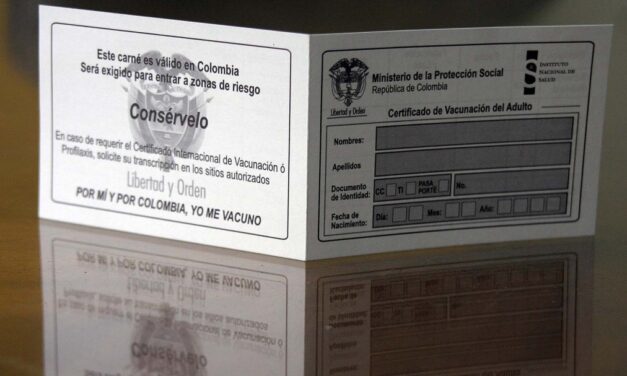 Este carné es válido en Colombia
Será exigido para entrar a zonas de riesgo
Consérvelo
En caso de requerir el Certificado Internacional de Vacunación ó
Profilaxis, solicite su transcripción en los sitios autorizados
Libertad y Orden
POR MÍ Y POR COLOMBIA, YO ME VACUNO
Libertad y Orden
Ministerio de la Protección Social
República de Colombia
INSTITUTO
NACIONAL DE
SALUD
Certificado de Vacunación del Adulto
Nombres:
Apellidos
Documento
de Identidad:
CC
TI
PASA
PORTE
No.
Fecha de
Nacimiento:
Día:
Mes:
Año: